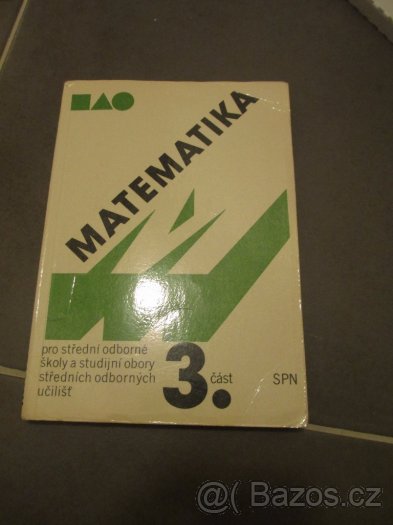 MATEMATIKA
pro střední odborné
školy a studijní obory
středních odborných
učilišť
3. část
SPN
@ Bazos.cz